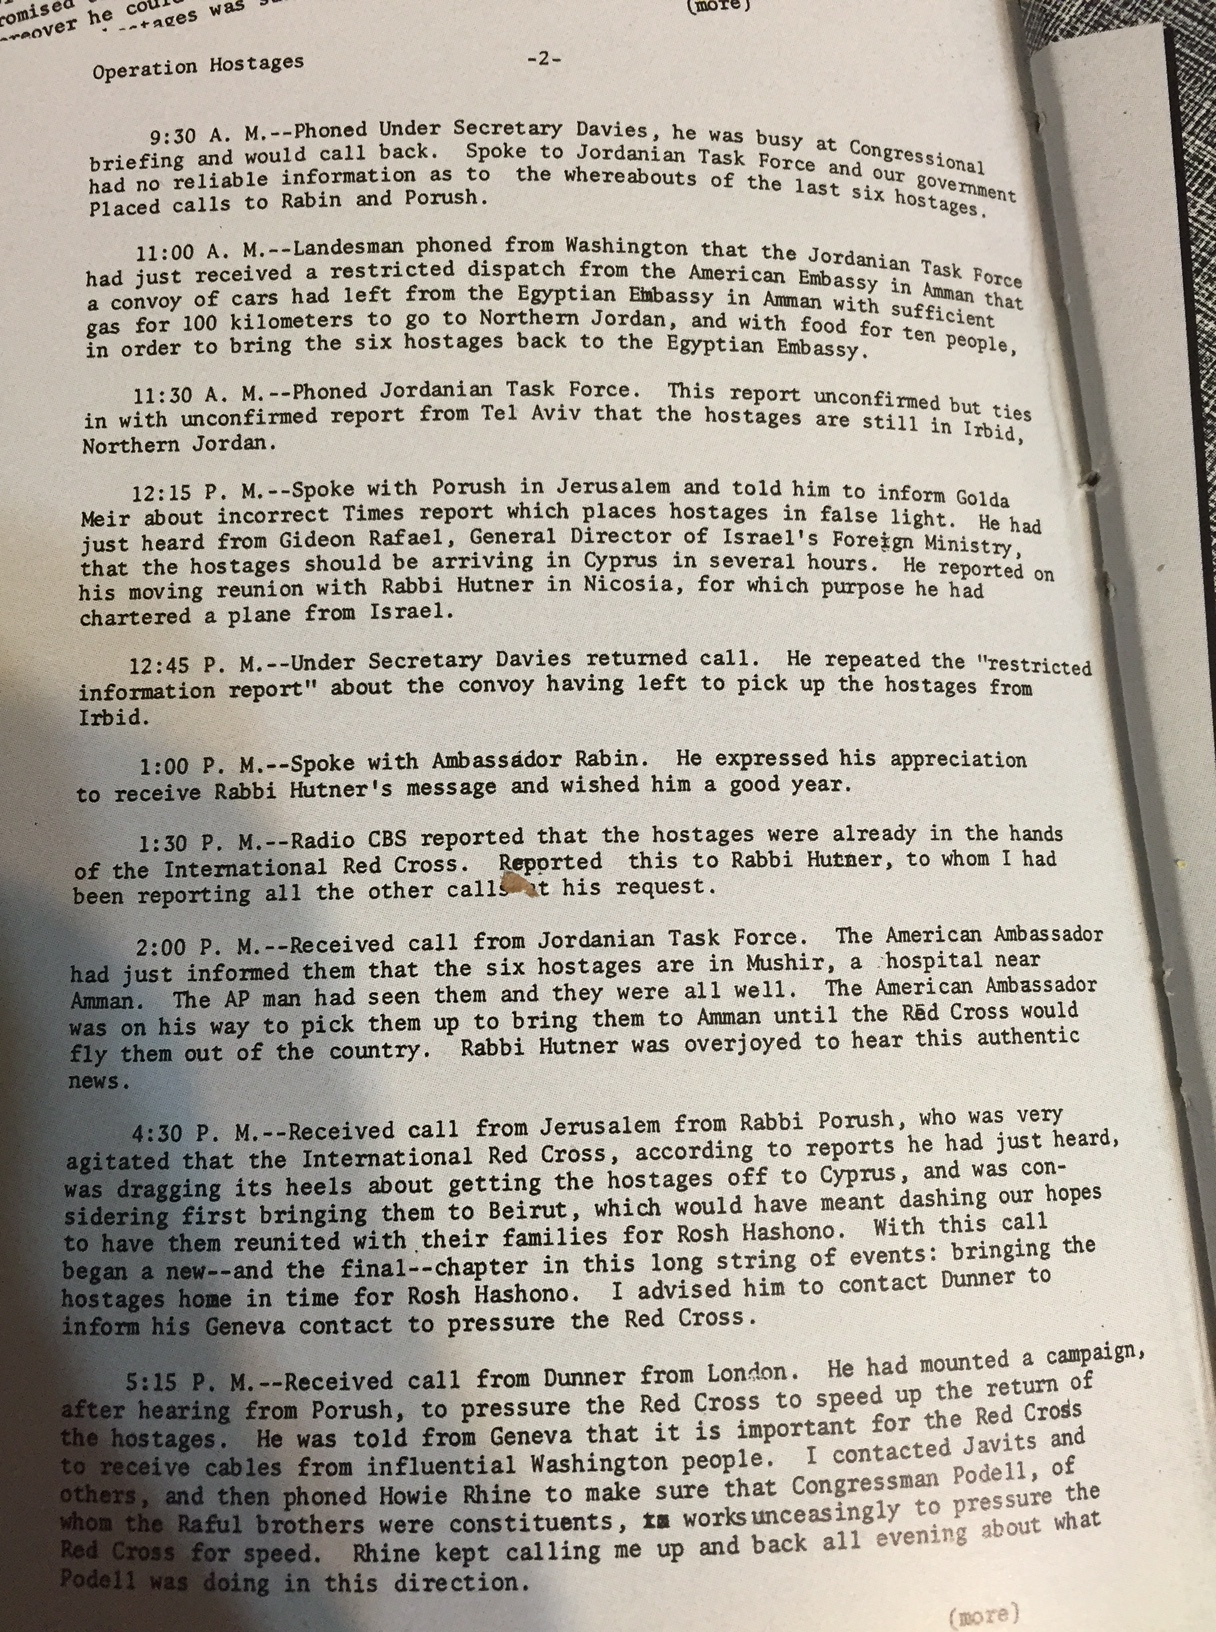 romised
reover he cou
tages was
(more)
Operation Hostages -2-
9:30 A. M.--Phoned Under Secretary Davies, he was busy at Congressional
briefing and would call back. Spoke to Jordanian Task Force and our government
had no reliable information as to the whereabouts of the last six hostages.
Placed calls to Rabin and Porush.
11:00 A. M.--Landesman phoned from Washington that the Jordanian Task Force
had just received a restricted dispatch from the American Embassy in Amman that
a convoy of cars had left from the Egyptian Embassy in Amman with sufficient
gas for 100 kilometers to go to Northern Jordan, and with food for ten people,
in order to bring the six hostages back to the Egyptian Embassy.
11:30 A. M.--Phoned Jordanian Task Force. This report unconfirmed but ties
in with unconfirmed report from Tel Aviv that the hostages are still in Irbid,
Northern Jordan.
12:15 P. M.--Spoke with Porush in Jerusalem and told him to inform Golda
Meir about incorrect Times report which places hostages in false light. He had
just heard from Gideon Rafael, General Director of Israel's Foreign Ministry,
that the hostages should be arriving in Cyprus in several hours. He reported on
his moving reunion with Rabbi Hutner in Nicosia, for which purpose he had
chartered a plane from Israel.
12:45 P. M.--Under Secretary Davies returned call. He repeated the "restricted
information report" about the convoy having left to pick up the hostages from
Irbid.
1:00 P. M.--Spoke with Ambassador Rabin. He expressed his appreciation
to receive Rabbi Hutner's message and wished him a good year.
1:30 P. M.--Radio CBS reported that the hostages were already in the hands
of the International Red Cross. Reported this to Rabbi Hutner, to whom I had
been reporting all the other calls at his request.
2:00 P. M.--Received call from Jordanian Task Force. The American Ambassador
had just informed them that the six hostages are in Mushir, a hospital near
Amman. The AP man had seen them and they were all well. The American Ambassador
was on his way to pick them up to bring them to Amman until the Red Cross would
fly them out of the country. Rabbi Hutner was overjoyed to hear this authentic
news.
4:30 P. M.--Received call from Jerusalem from Rabbi Porush, who was very
agitated that the International Red Cross, according to reports he had just heard,
was dragging its heels about getting the hostages off to Cyprus, and was con-
sidering first bringing them to Beirut, which would have meant dashing our hopes
to have them reunited with their families for Rosh Hashono. With this call
began a new--and the final--chapter in this long string of events: bringing the
hostages home in time for Rosh Hashono. I advised him to contact Dunner to
inform his Geneva contact to pressure the Red Cross.
5:15 P. M.--Received call from Dunner from London. He had mounted a campaign,
after hearing from Porush, to pressure the Red Cross to speed up the return of
the hostages. He was told from Geneva that it is important for the Red Cross
to receive cables from influential Washington people. I contacted Javits and
others, and then phoned Howie Rhine to make sure that Congressman Podell, of
whom the Raful brothers were constituents, works unceasingly to pressure the
Red Cross for speed. Rhine kept calling me up and back all evening about what
Podell was doing in this direction.
(more)